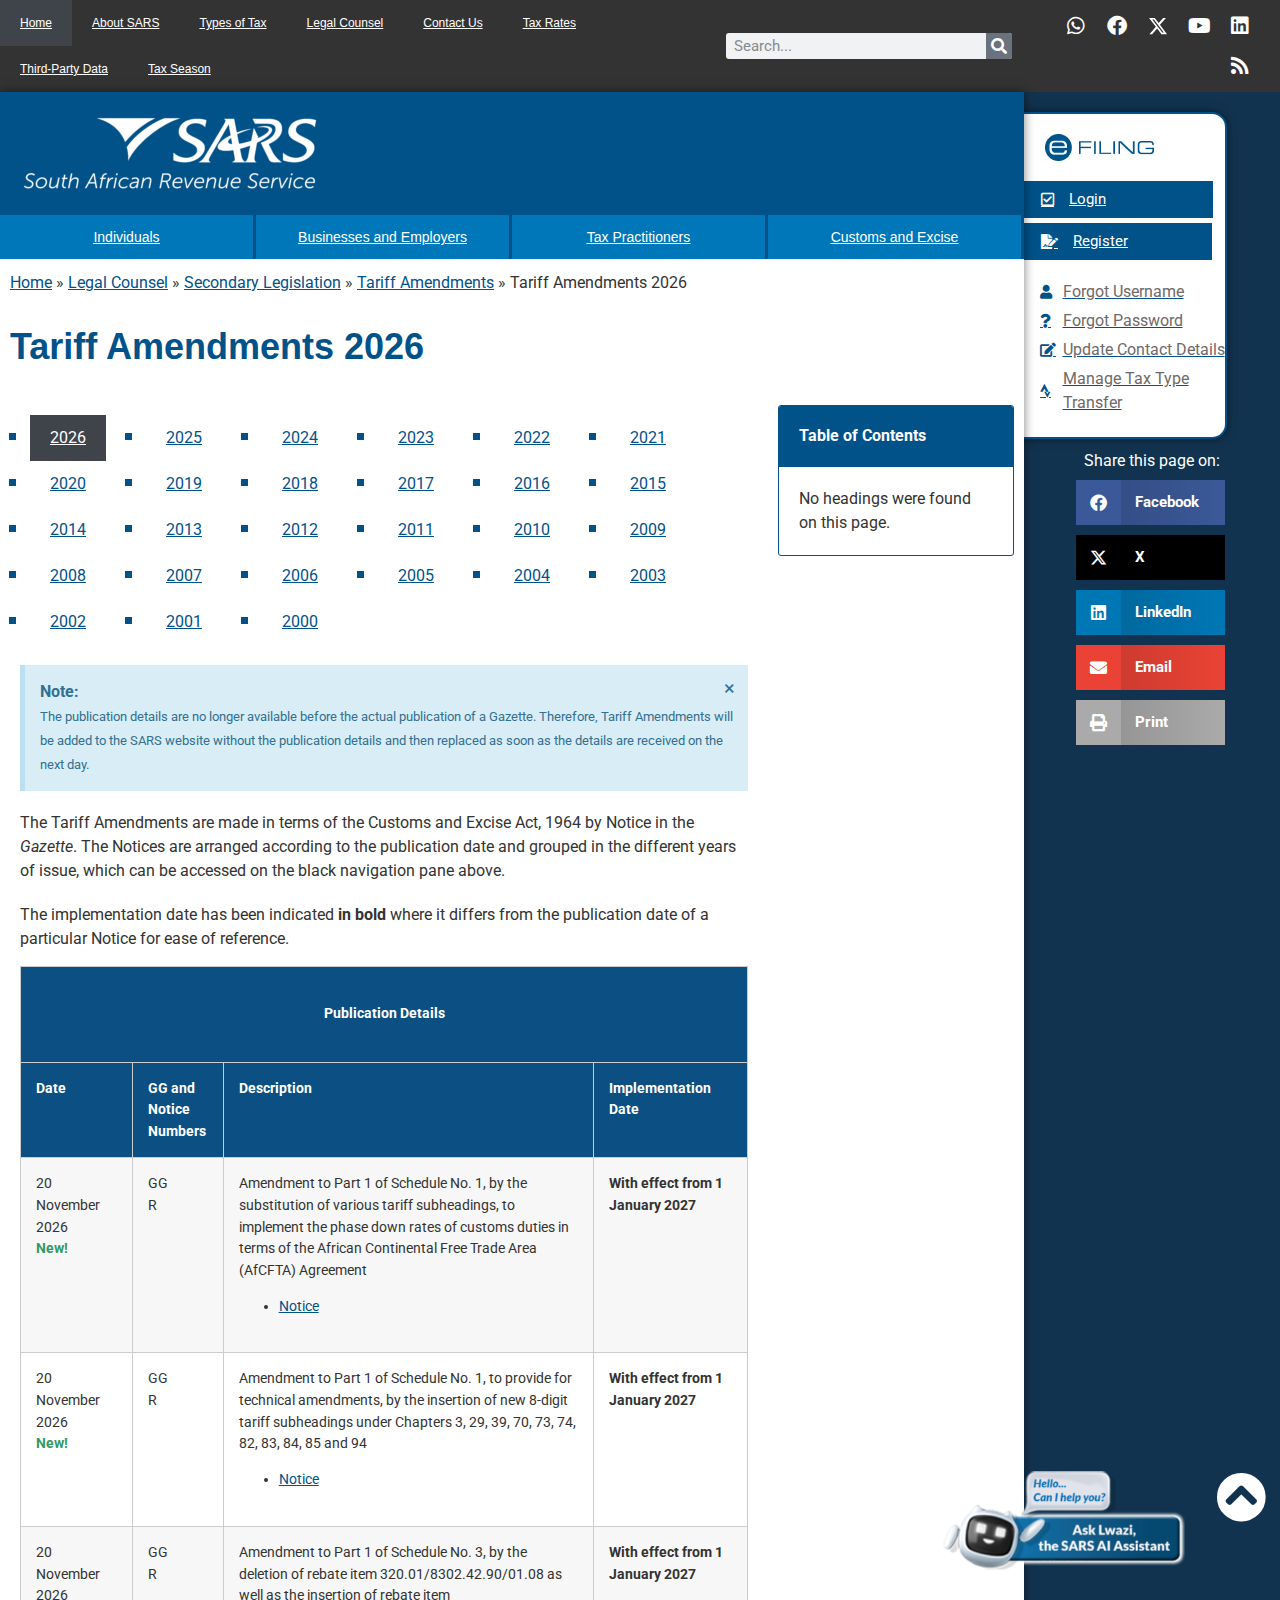 Home About SARS Types of Tax Legal Counsel Contact Us Tax Rates
Third-Party Data Tax Season
Search...
SARS
South African Revenue Service
Individuals Businesses and Employers Tax Practitioners Customs and Excise
e FILING
Login
Register
Forgot Username
Forgot Password
Update Contact Details
Manage Tax Type
Transfer
Share this page on:
Facebook
X
LinkedIn
Email
Print
Home » Legal Counsel » Secondary Legislation » Tariff Amendments » Tariff Amendments 2026
Tariff Amendments 2026
2026 2025 2024 2023 2022 2021
2020 2019 2018 2017 2016 2015
2014 2013 2012 2011 2010 2009
2008 2007 2006 2005 2004 2003
2002 2001 2000
Table of Contents
No headings were found
on this page.
Note: ×
The publication details are no longer available before the actual publication of a Gazette. Therefore, Tariff Amendments will
be added to the SARS website without the publication details and then replaced as soon as the details are received on the
next day.
The Tariff Amendments are made in terms of the Customs and Excise Act, 1964 by Notice in the
Gazette. The Notices are arranged according to the publication date and grouped in the different years
of issue, which can be accessed on the black navigation pane above.
The implementation date has been indicated in bold where it differs from the publication date of a
particular Notice for ease of reference.
Publication Details
Date
GG and
Notice
Numbers
Description
Implementation
Date
20
November
2026
New!
GG
R
Amendment to Part 1 of Schedule No. 1, by the
substitution of various tariff subheadings, to
implement the phase down rates of customs duties in
terms of the African Continental Free Trade Area
(AfCFTA) Agreement
• Notice
With effect from 1
January 2027
20
November
2026
New!
GG
R
Amendment to Part 1 of Schedule No. 1, to provide for
technical amendments, by the insertion of new 8-digit
tariff subheadings under Chapters 3, 29, 39, 70, 73, 74,
82, 83, 84, 85 and 94
• Notice
With effect from 1
January 2027
20
November
2026
GG
R
Amendment to Part 1 of Schedule No. 3, by the
deletion of rebate item 320.01/8302.42.90/01.08 as
well as the insertion of rebate item
With effect from 1
January 2027
Hello...
Can I help you?
Ask Lwazi,
the SARS AI Assistant